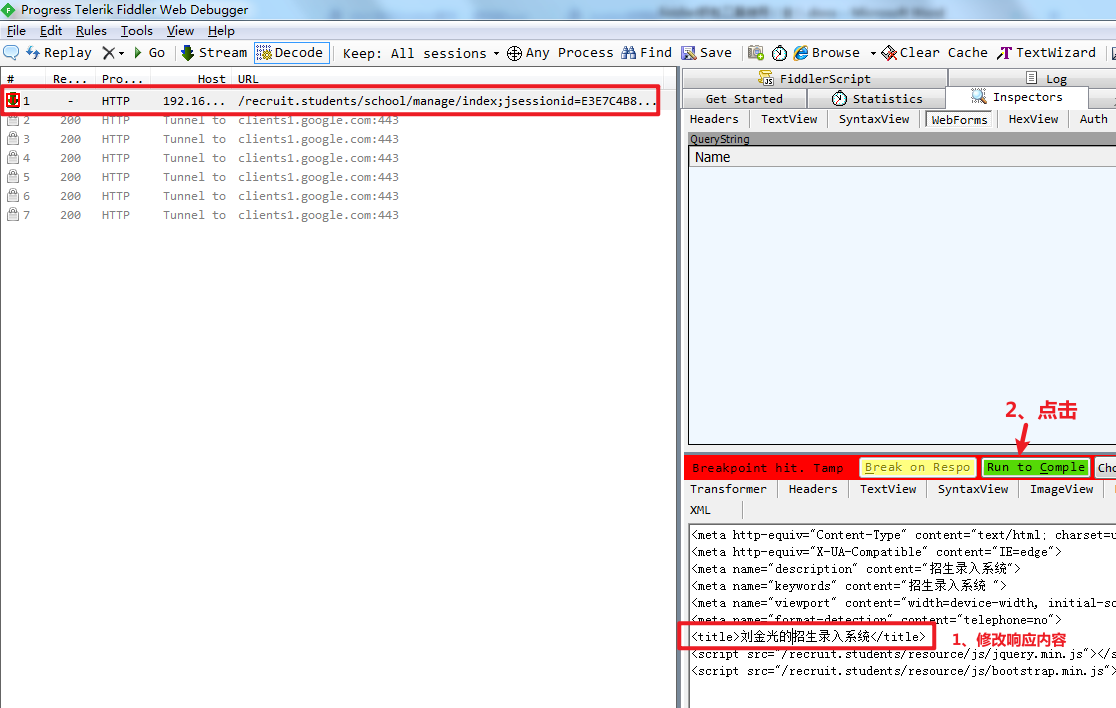 Progress Telerik Fiddler Web Debugger
File Edit Rules Tools View Help
Replay Go Stream Decode Keep: All sessions Any Process Find Save Browse Clear Cache TextWizard
# Re... Pro... Host URL
1 - HTTP 192.16... /recruit.students/school/manage/index;jsessionid=E3E7C4B8...
2 200 HTTP Tunnel to clients1.google.com:443
3 200 HTTP Tunnel to clients1.google.com:443
4 200 HTTP Tunnel to clients1.google.com:443
5 200 HTTP Tunnel to clients1.google.com:443
6 200 HTTP Tunnel to clients1.google.com:443
7 200 HTTP Tunnel to clients1.google.com:443
FiddlerScript Log
Get Started Statistics Inspectors
Headers TextView SyntaxView WebForms HexView Auth
QueryString
Name
2、点击
Breakpoint hit. Tamp Break on Respo Run to Comple Cho
Transformer Headers TextView SyntaxView ImageView
XML
<meta http-equiv="Content-Type" content="text/html; charset=u
<meta http-equiv="X-UA-Compatible" content="IE=edge">
<meta name="description" content="招生录入系统">
<meta name="keywords" content="招生录入系统 ">
<meta name="viewport" content="width=device-width, initial-sc
<meta name="format-detection" content="telephone=no">
<title>刘金光的招生录入系统</title>
1、修改响应内容
<script src="/recruit.students/resource/js/jquery.min.js"></s
<script src="/recruit.students/resource/js/bootstrap.min.js">